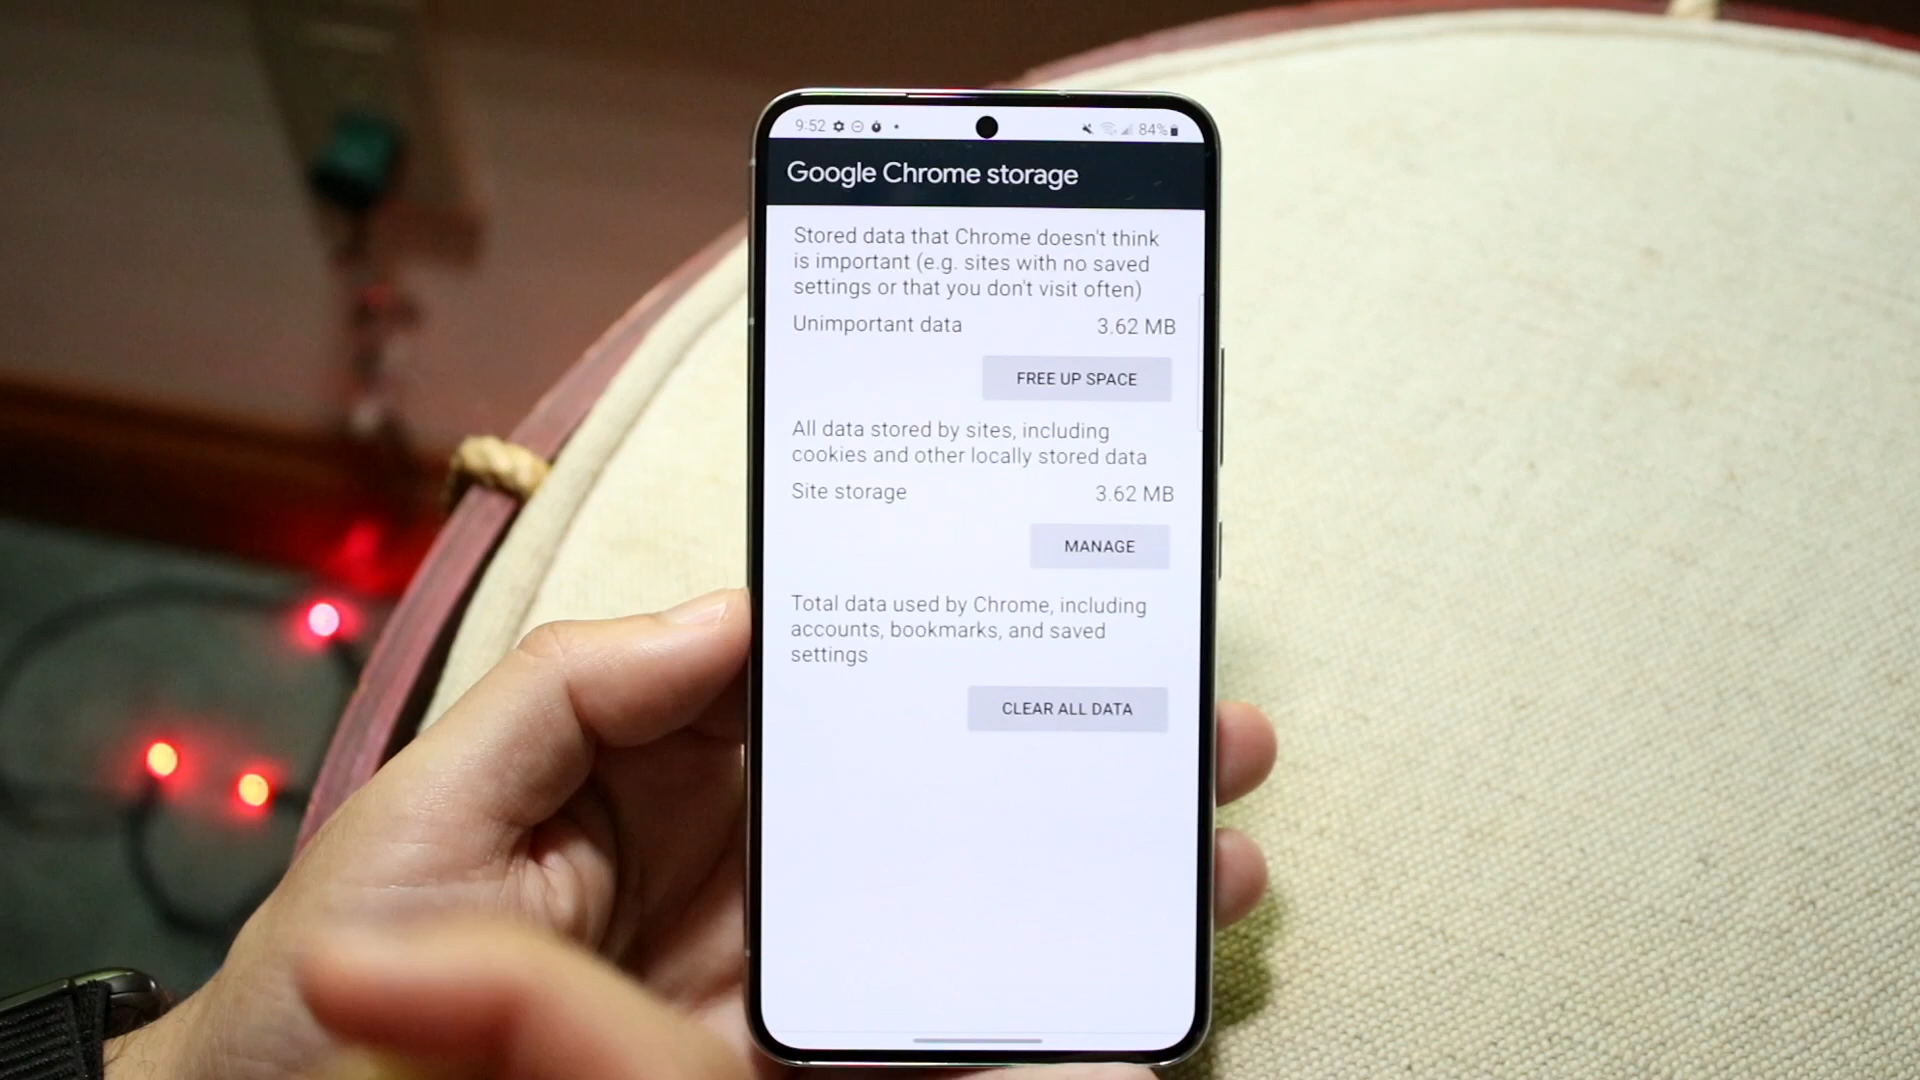 9:52
84%
Google Chrome storage
Stored data that Chrome doesn't think
is important (e.g. sites with no saved
settings or that you don't visit often)
Unimportant data 3.62 MB
FREE UP SPACE
All data stored by sites, including
cookies and other locally stored data
Site storage 3.62 MB
MANAGE
Total data used by Chrome, including
accounts, bookmarks, and saved
settings
CLEAR ALL DATA